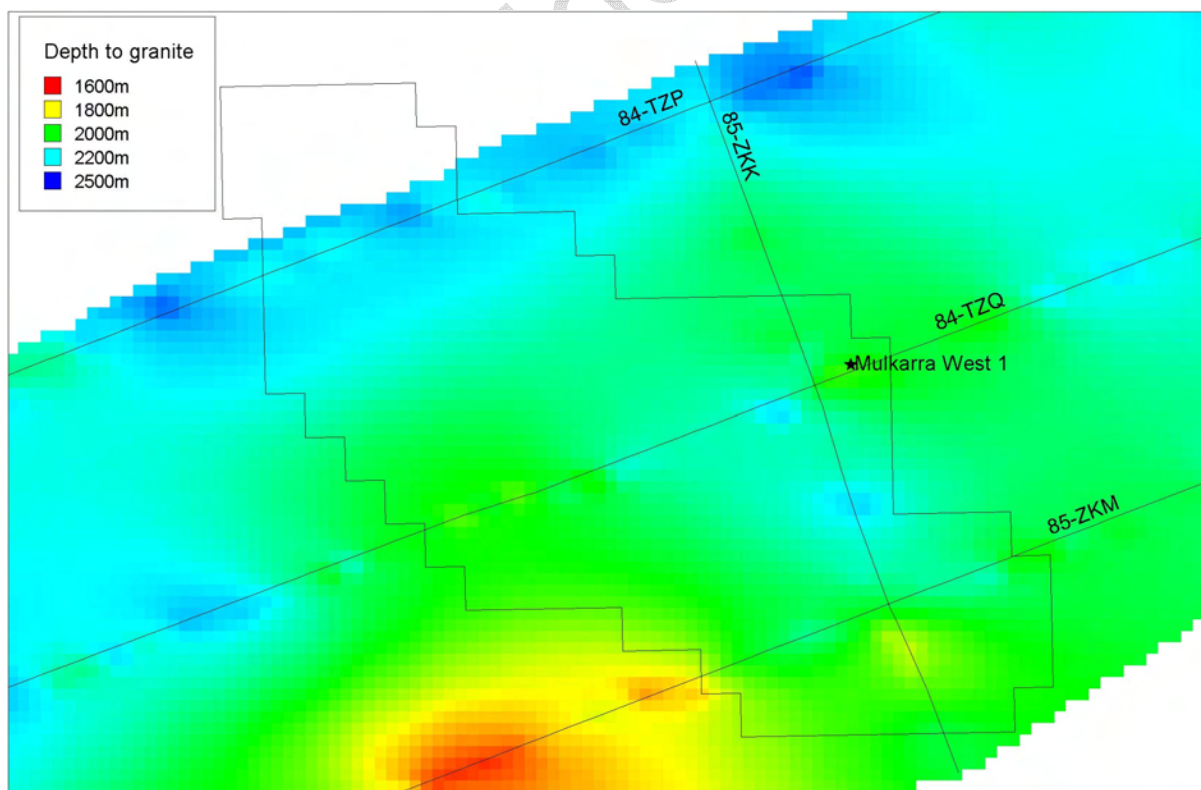 Depth to granite
1600m
1800m
2000m
2200m
2500m
84-TZP
85-ZKK
84-TZQ
Mulkarra West 1
85-ZKM